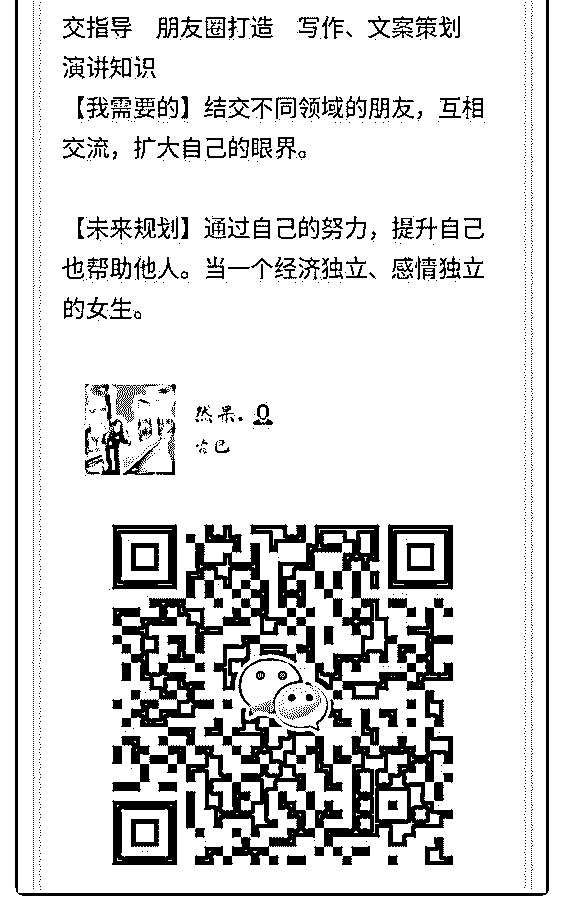 交指导 朋友圈打造 写作、文案策划
演讲知识
【我需要的】结交不同领域的朋友，互相
交流，扩大自己的眼界。
【未来规划】通过自己的努力，提升自己
也帮助他人。当一个经济独立、感情独立
的女生。
然果.
古巴